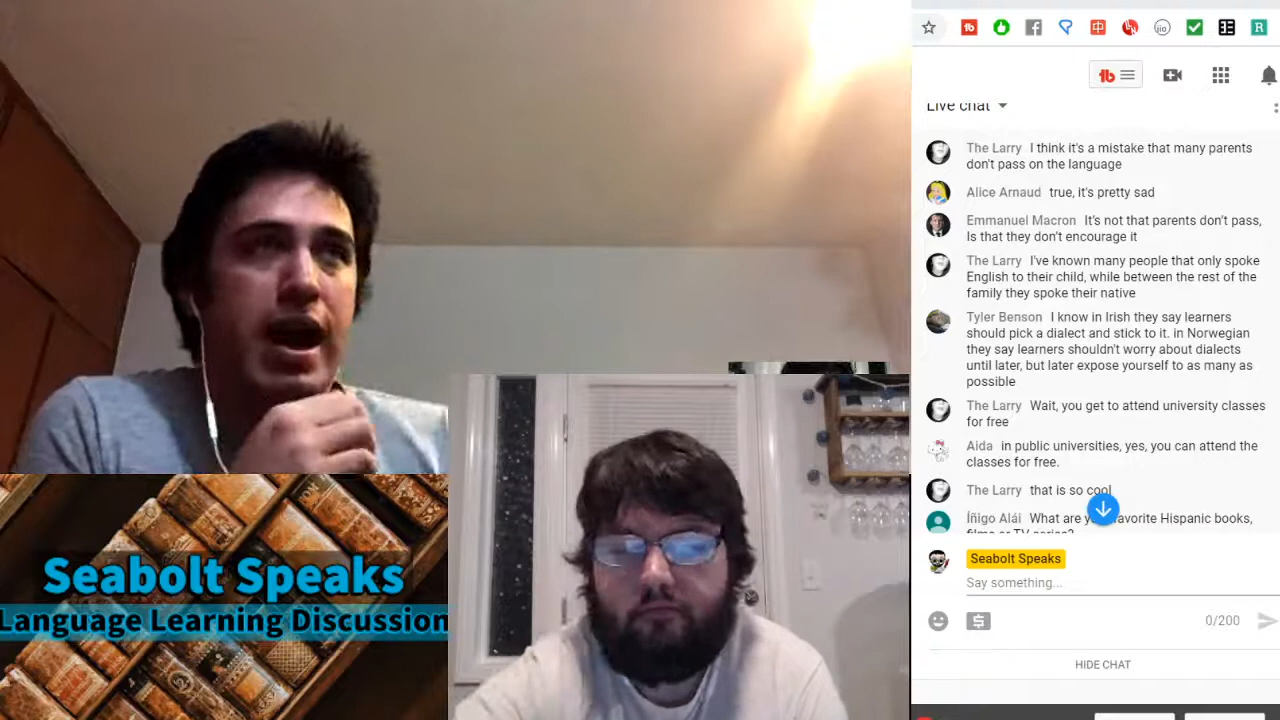 Live chat
The Larry I think it's a mistake that many parents
don't pass on the language
Alice Arnaud true, it's pretty sad
Emmanuel Macron It's not that parents don't pass,
Is that they don't encourage it
The Larry I've known many people that only spoke
English to their child, while between the rest of the
family they spoke their native
Tyler Benson I know in Irish they say learners
should pick a dialect and stick to it. in Norwegian
they say learners shouldn't worry about dialects
until later, but later expose yourself to as many as
possible
The Larry Wait, you get to attend university classes
for free
Aida in public universities, yes, you can attend the
classes for free.
The Larry that is so cool
Íñigo Alái What are favorite Hispanic books,
films or TV series?
Seabolt Speaks
Say something...
0/200
HIDE CHAT
Seabolt Speaks
Language Learning Discussion